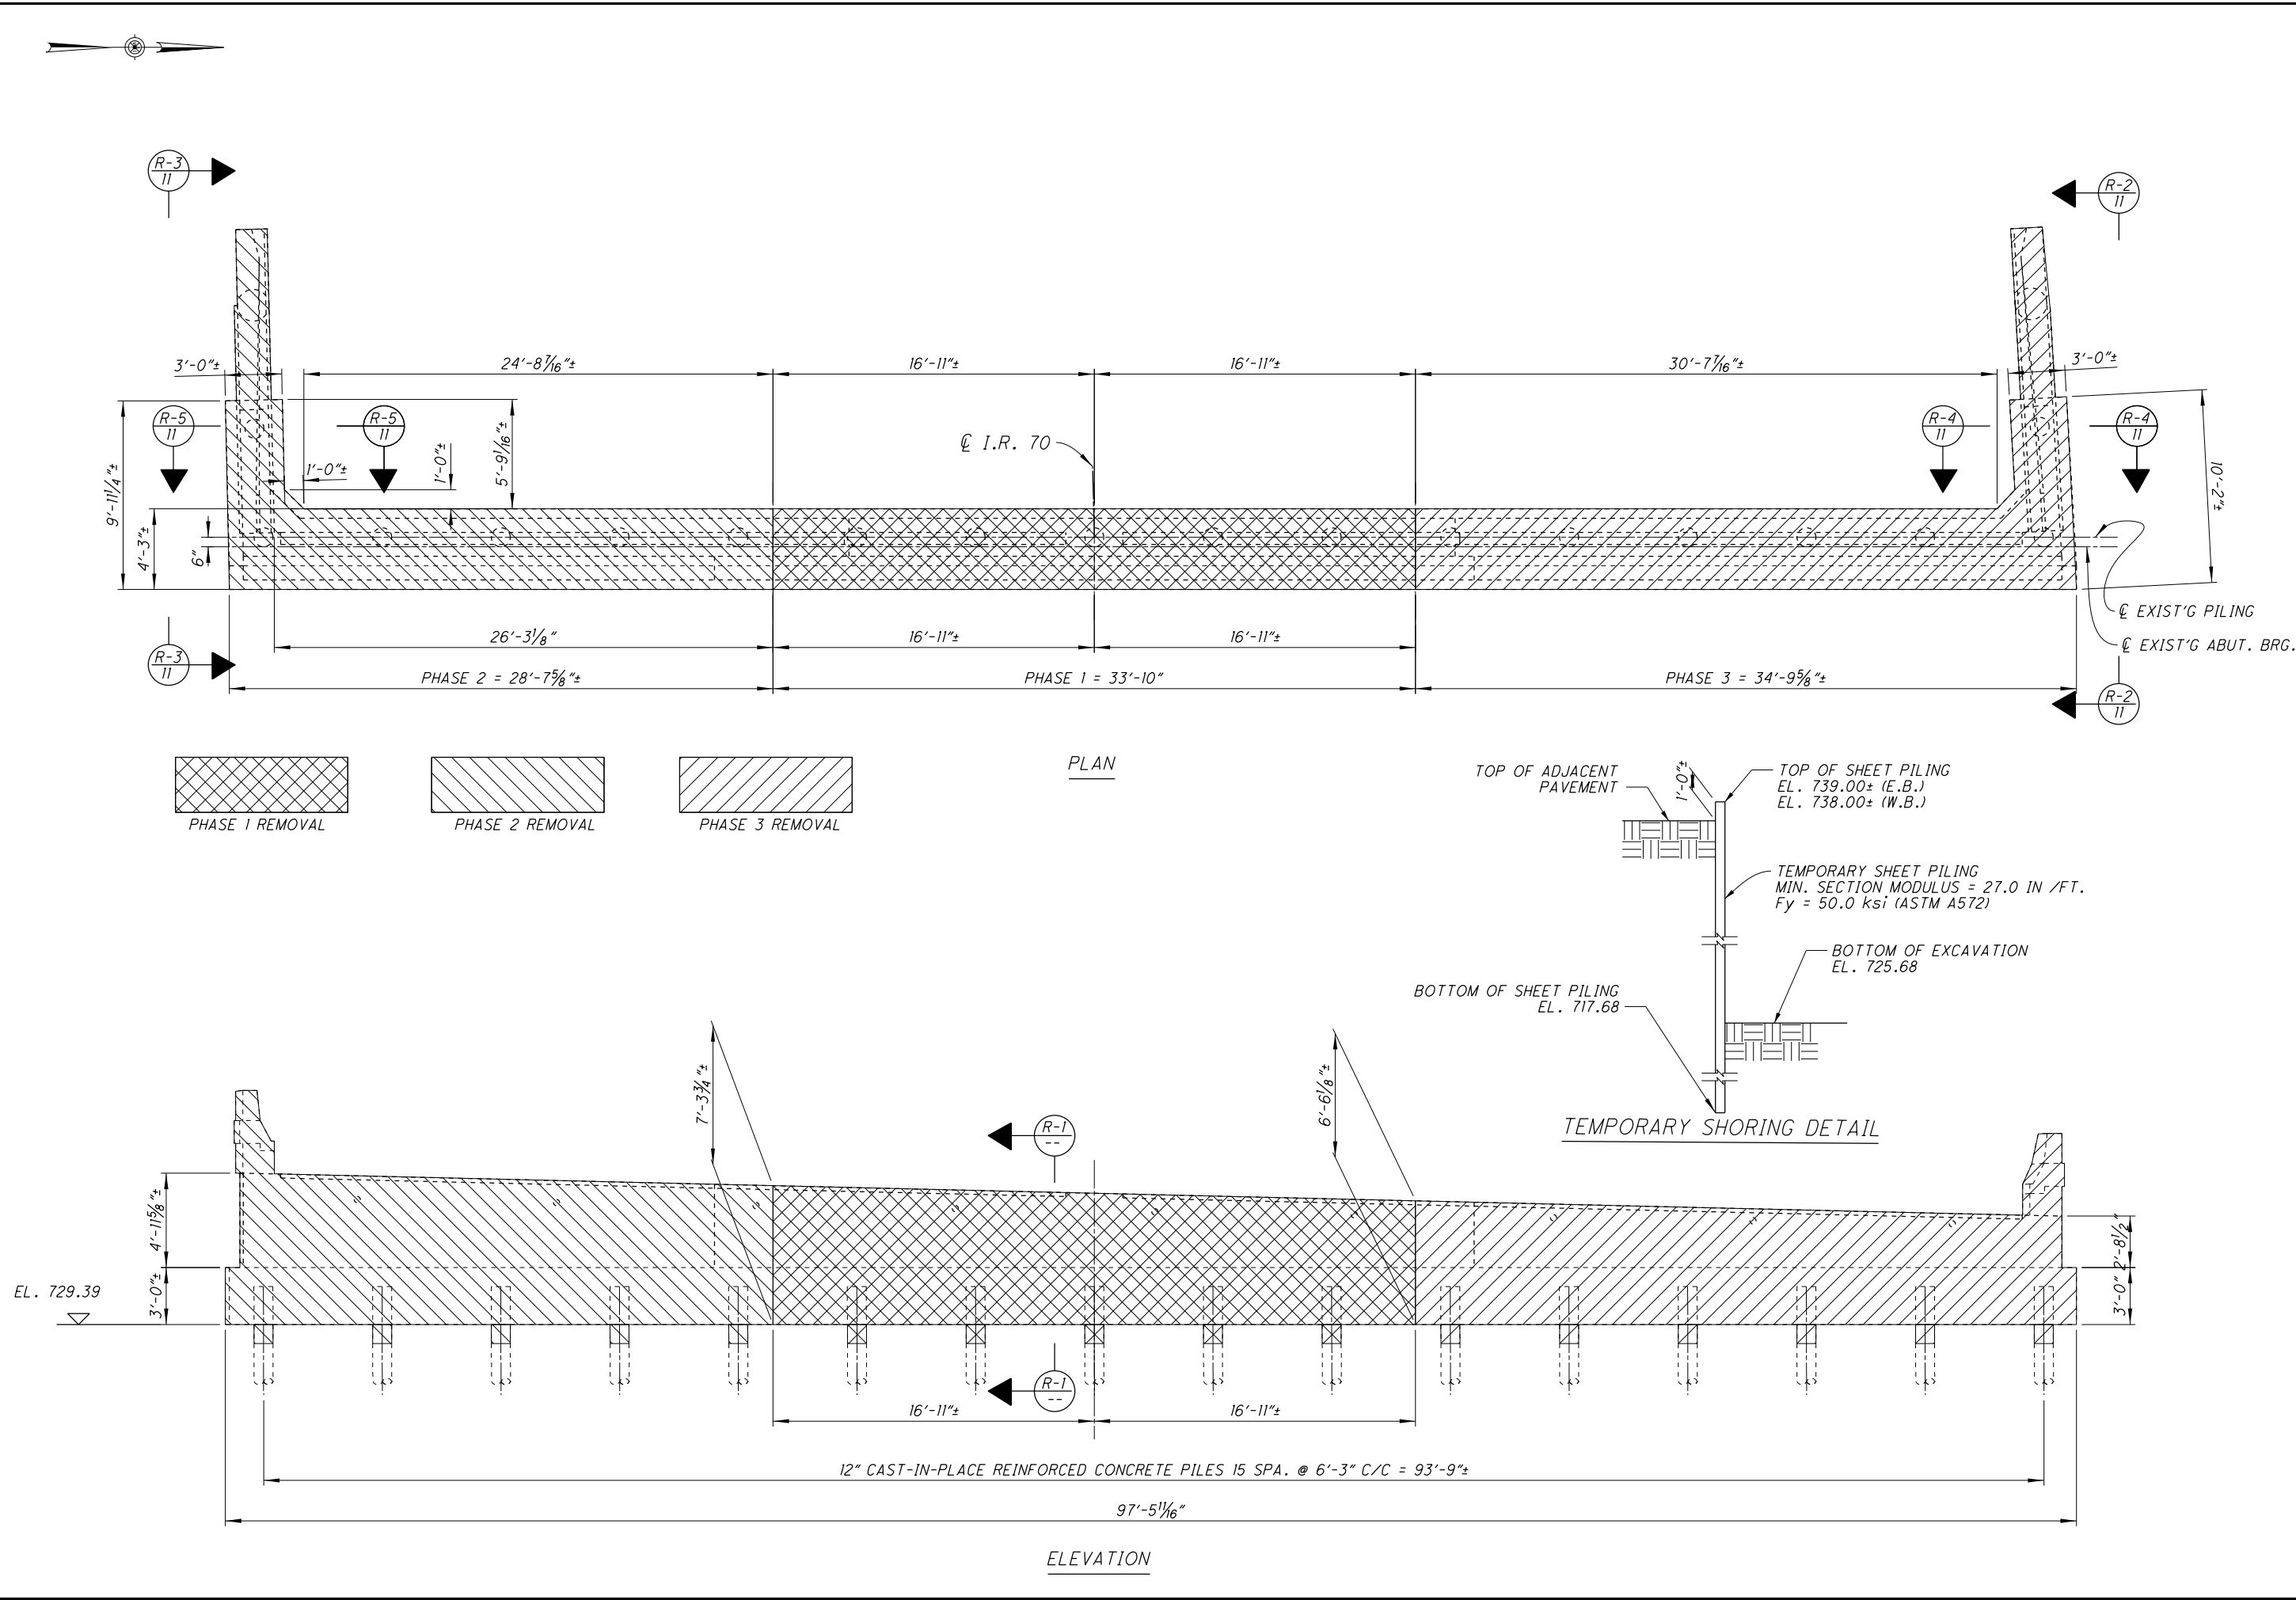 R-3
11
R-2
11
3'-0"±
24'-8 7/16"±
16'-11"±
16'-11"±
30'-7 7/16"±
3'-0"±
R-5
11
R-5
11
R-4
11
R-4
11
℄ I.R. 70
9'-11 1/4"±
4'-3"±
6"
1'-0"±
1'-0"±
5'-9 1/16"±
10'-2"±
℄ EXIST'G PILING
℄ EXIST'G ABUT. BRG.
26'-3 1/8"
16'-11"±
16'-11"±
R-3
11
PHASE 2 = 28'-7 5/8"±
PHASE 1 = 33'-10"
PHASE 3 = 34'-9 5/8"±
R-2
11
PLAN
PHASE 1 REMOVAL
PHASE 2 REMOVAL
PHASE 3 REMOVAL
TOP OF ADJACENT
PAVEMENT
1'-0"±
TOP OF SHEET PILING
EL. 739.00± (E.B.)
EL. 738.00± (W.B.)
TEMPORARY SHEET PILING
MIN. SECTION MODULUS = 27.0 IN /FT.
Fy = 50.0 ksi (ASTM A572)
BOTTOM OF EXCAVATION
EL. 725.68
BOTTOM OF SHEET PILING
EL. 717.68
TEMPORARY SHORING DETAIL
7'-3 3/4"±
6'-6 1/8"±
R-1
--
4'-11 5/8"±
3'-0"±
EL. 729.39
2'-8 1/2"
3'-0"
R-1
--
16'-11"±
16'-11"±
12" CAST-IN-PLACE REINFORCED CONCRETE PILES 15 SPA. @ 6'-3" C/C = 93'-9"±
97'-5 11/16"
ELEVATION